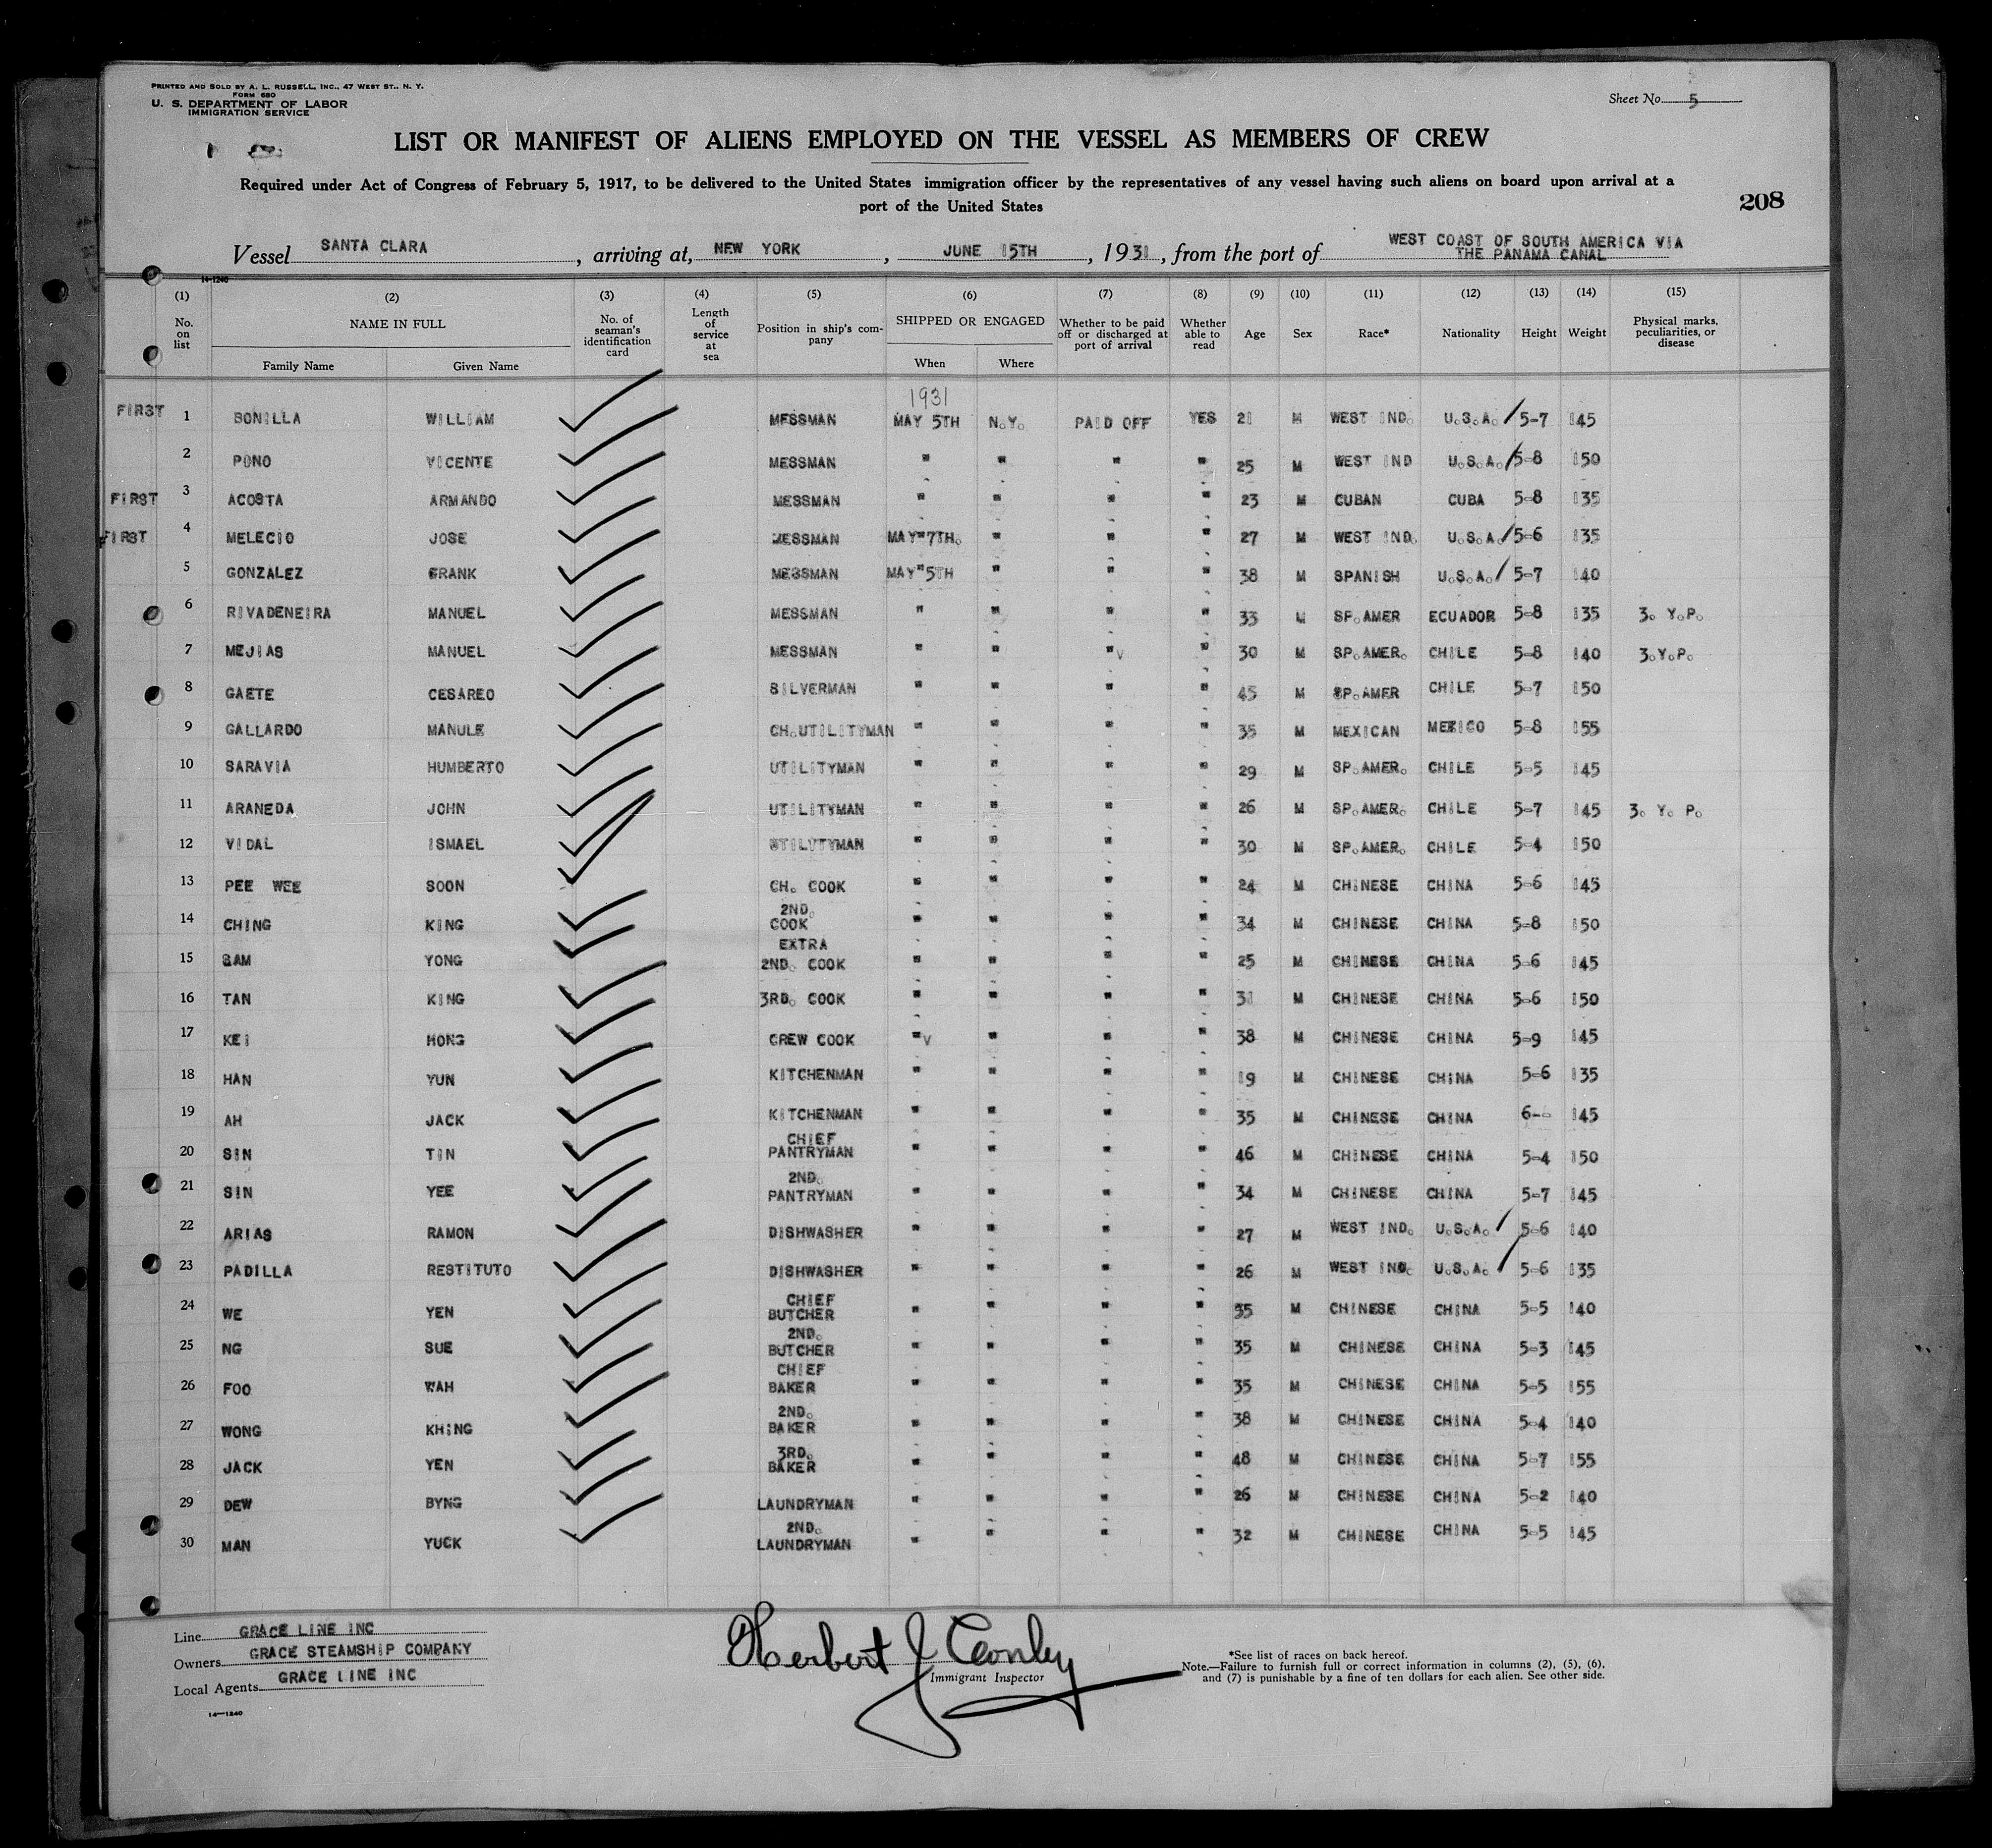 PRINTED AND SOLD BY A. L. RUSSELL, INC., 47 WEST ST., N. Y.
FORM 680
U. S. DEPARTMENT OF LABOR
IMMIGRATION SERVICE
Sheet No. 5
LIST OR MANIFEST OF ALIENS EMPLOYED ON THE VESSEL AS MEMBERS OF CREW
Required under Act of Congress of February 5, 1917, to be delivered to the United States immigration officer by the representatives of any vessel having such aliens on board upon arrival at a
port of the United States
208
Vessel SANTA CLARA, arriving at, NEW YORK, JUNE 15TH, 1931, from the port of WEST COAST OF SOUTH AMERICA VIA
THE PANAMA CANAL
14-1240
(1) (2) (3) (4) (5) (6) (7) (8) (9) (10) (11) (12) (13) (14) (15)
No. on list NAME IN FULL Family Name Given Name No. of seaman's identification card Length of service at sea Position in ship's company SHIPPED OR ENGAGED When Where Whether to be paid off or discharged at port of arrival Whether able to read Age Sex Race* Nationality Height Weight Physical marks, peculiarities, or disease
1931
FIRST 1 BONILLA WILLIAM MESSMAN MAY 5TH N.Y. PAID OFF YES 21 M WEST IND. U.S.A. 5-7 145
2 PONO VICENTE MESSMAN " " " " 25 M WEST IND U.S.A. 5-8 150
FIRST 3 ACOSTA ARMANDO MESSMAN " " " " 23 M CUBAN CUBA 5-8 135
FIRST 4 MELECIO JOSE MESSMAN MAY"7TH. " " " 27 M WEST IND. U.S.A. 5-6 135
5 GONZALEZ GRANK MESSMAN MAY"5TH " " " 38 M SPANISH U.S.A. 5-7 140
6 RIVADENEIRA MANUEL MESSMAN " " " " 33 M SP.AMER ECUADOR 5-8 135 3. Y.P.
7 MEJIAS MANUEL MESSMAN " " " " 30 M SP.AMER. CHILE 5-8 140 3.Y.P.
8 GAETE CESAREO SILVERMAN " " " " 45 M SP.AMER CHILE 5-7 150
9 GALLARDO MANULE CH.UTILITYMAN " " " " 35 M MEXICAN MEXICO 5-8 155
10 SARAVIA HUMBERTO UTILITYMAN " " " " 29 M SP.AMER. CHILE 5-5 145
11 ARANEDA JOHN UTILITYMAN " " " " 26 M SP.AMER. CHILE 5-7 145 3. Y. P.
12 VIDAL ISMAEL UTILYTYMAN " " " " 30 M SP.AMER. CHILE 5-4 150
13 PEE WEE SOON CH. COOK " " " " 24 M CHINESE CHINA 5-6 145
14 CHING KING 2ND. COOK " " " " 34 M CHINESE CHINA 5-8 150
15 SAM YONG EXTRA 2ND. COOK " " " " 25 M CHINESE CHINA 5-6 145
16 TAN KING 3RD. COOK " " " " 31 M CHINESE CHINA 5-6 150
17 KEI HONG CREW COOK " " " " 38 M CHINESE CHINA 5-9 145
18 HAN YUN KITCHENMAN " " " " 19 M CHINESE CHINA 5-6 135
19 AH JACK KITCHENMAN " " " " 35 M CHINESE CHINA 6-- 145
20 SIN TIN CHIEF PANTRYMAN " " " " 46 M CHINESE CHINA 5-4 150
21 SIN YEE 2ND. PANTRYMAN " " " " 34 M CHINESE CHINA 5-7 145
22 ARIAS RAMON DISHWASHER " " " " 27 M WEST IND. U.S.A. 5-6 140
23 PADILLA RESTITUTO DISHWASHER " " " " 26 M WEST IND. U.S.A. 5-6 135
24 WE YEN CHIEF BUTCHER " " " " 35 M CHINESE CHINA 5-5 140
25 NG SUE 2ND. BUTCHER " " " " 35 M CHINESE CHINA 5-3 145
26 FOO WAH CHIEF BAKER " " " " 35 M CHINESE CHINA 5-5 155
27 WONG KHING 2ND. BAKER " " " " 38 M CHINESE CHINA 5-4 140
28 JACK YEN 3RD. BAKER " " " " 48 M CHINESE CHINA 5-7 155
29 DEW BYNG LAUNDRYMAN " " " " 26 M CHINESE CHINA 5-2 140
30 MAN YUCK 2ND. LAUNDRYMAN " " " " 32 M CHINESE CHINA 5-5 145
Line GRACE LINE INC
Owners GRACE STEAMSHIP COMPANY
Local Agents GRACE LINE INC
14-1240
Herbert J Conley
Immigrant Inspector
*See list of races on back hereof.
Note.—Failure to furnish full or correct information in columns (2), (5), (6),
and (7) is punishable by a fine of ten dollars for each alien. See other side.